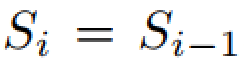 S_i = S_{i-1}